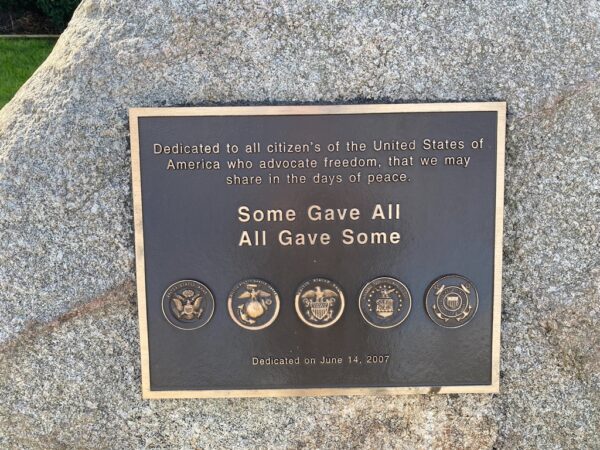 Dedicated to all citizen's of the United States of
America who advocate freedom, that we may
share in the days of peace.
Some Gave All
All Gave Some
Dedicated on June 14, 2007